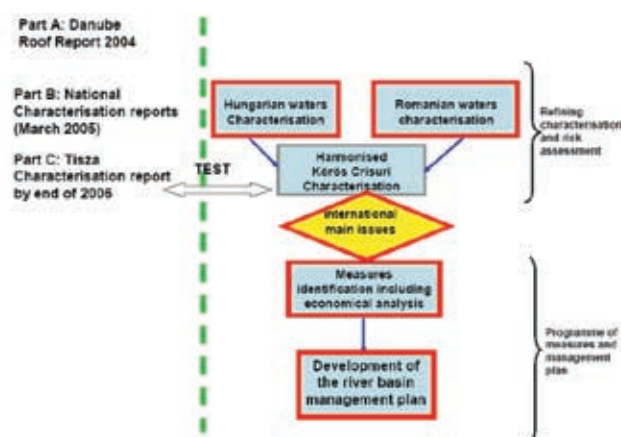 Part A: Danube
Roof Report 2004
Part B: National
Characterisation reports
(March 2005)
Part C: Tisza
Characterisation report
by end of 2006
TEST
Hungarian waters
Characterisation
Romanian waters
characterisation
Harmonised
Körös Crisuri
Characterisation
International
main issues
Measures
identification including
economical analysis
Development of
the river basin
management plan
Refining
characterisation
and risk
assessment
Programme of
measures and
management
plan